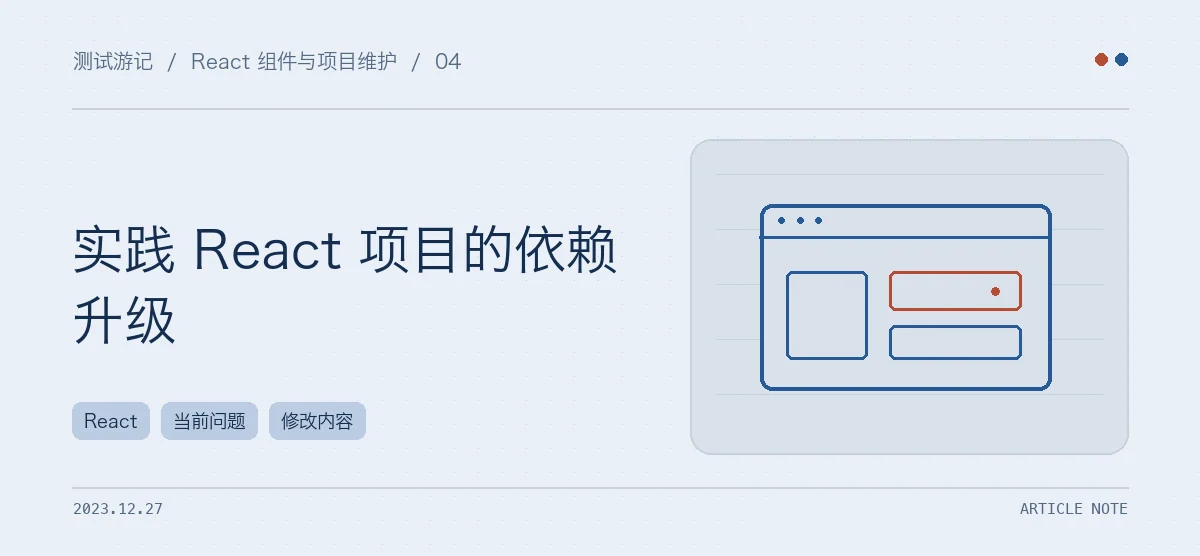 测试游记 / React 组件与项目维护 / 04
实践 React 项目的依赖
升级
React 当前问题 修改内容
2023.12.27 ARTICLE NOTE